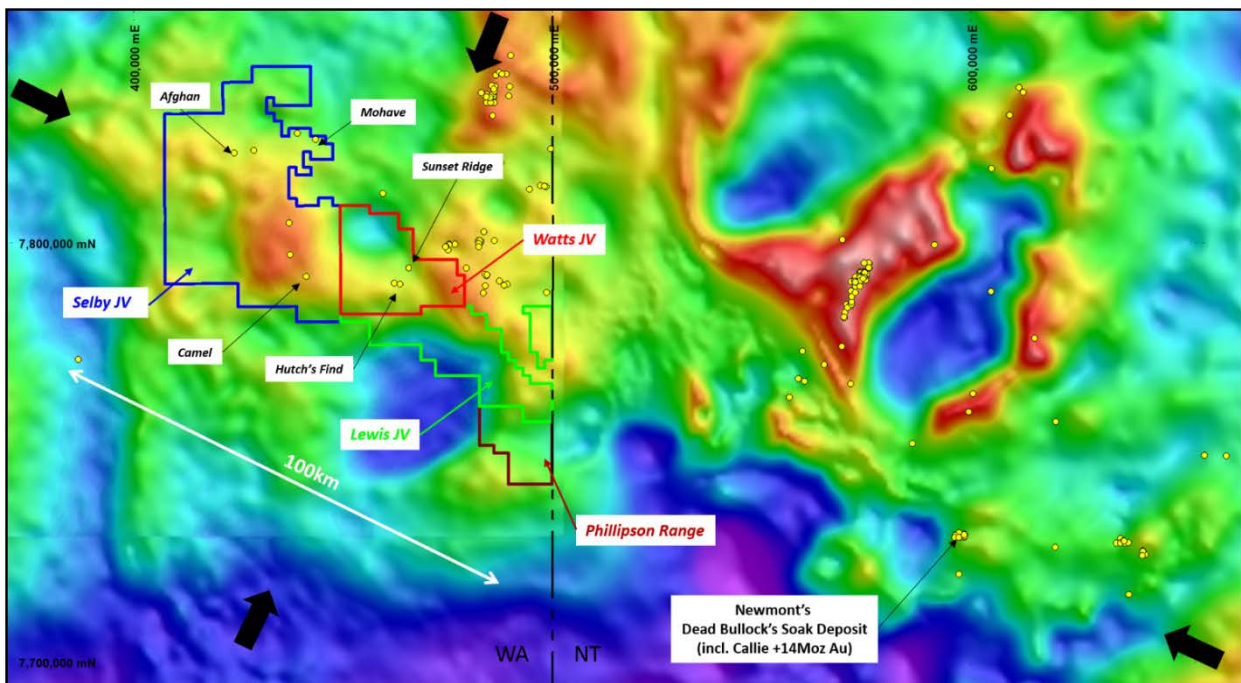 400,000 mE
500,000 mE
600,000 mE
Afghan
Mohave
Sunset Ridge
7,800,000 mN
Watts JV
Selby JV
Camel
Hutch's Find
Lewis JV
100km
Phillipson Range
Newmont's
Dead Bullock's Soak Deposit
(incl. Callie +14Moz Au)
7,700,000 mN
WA
NT